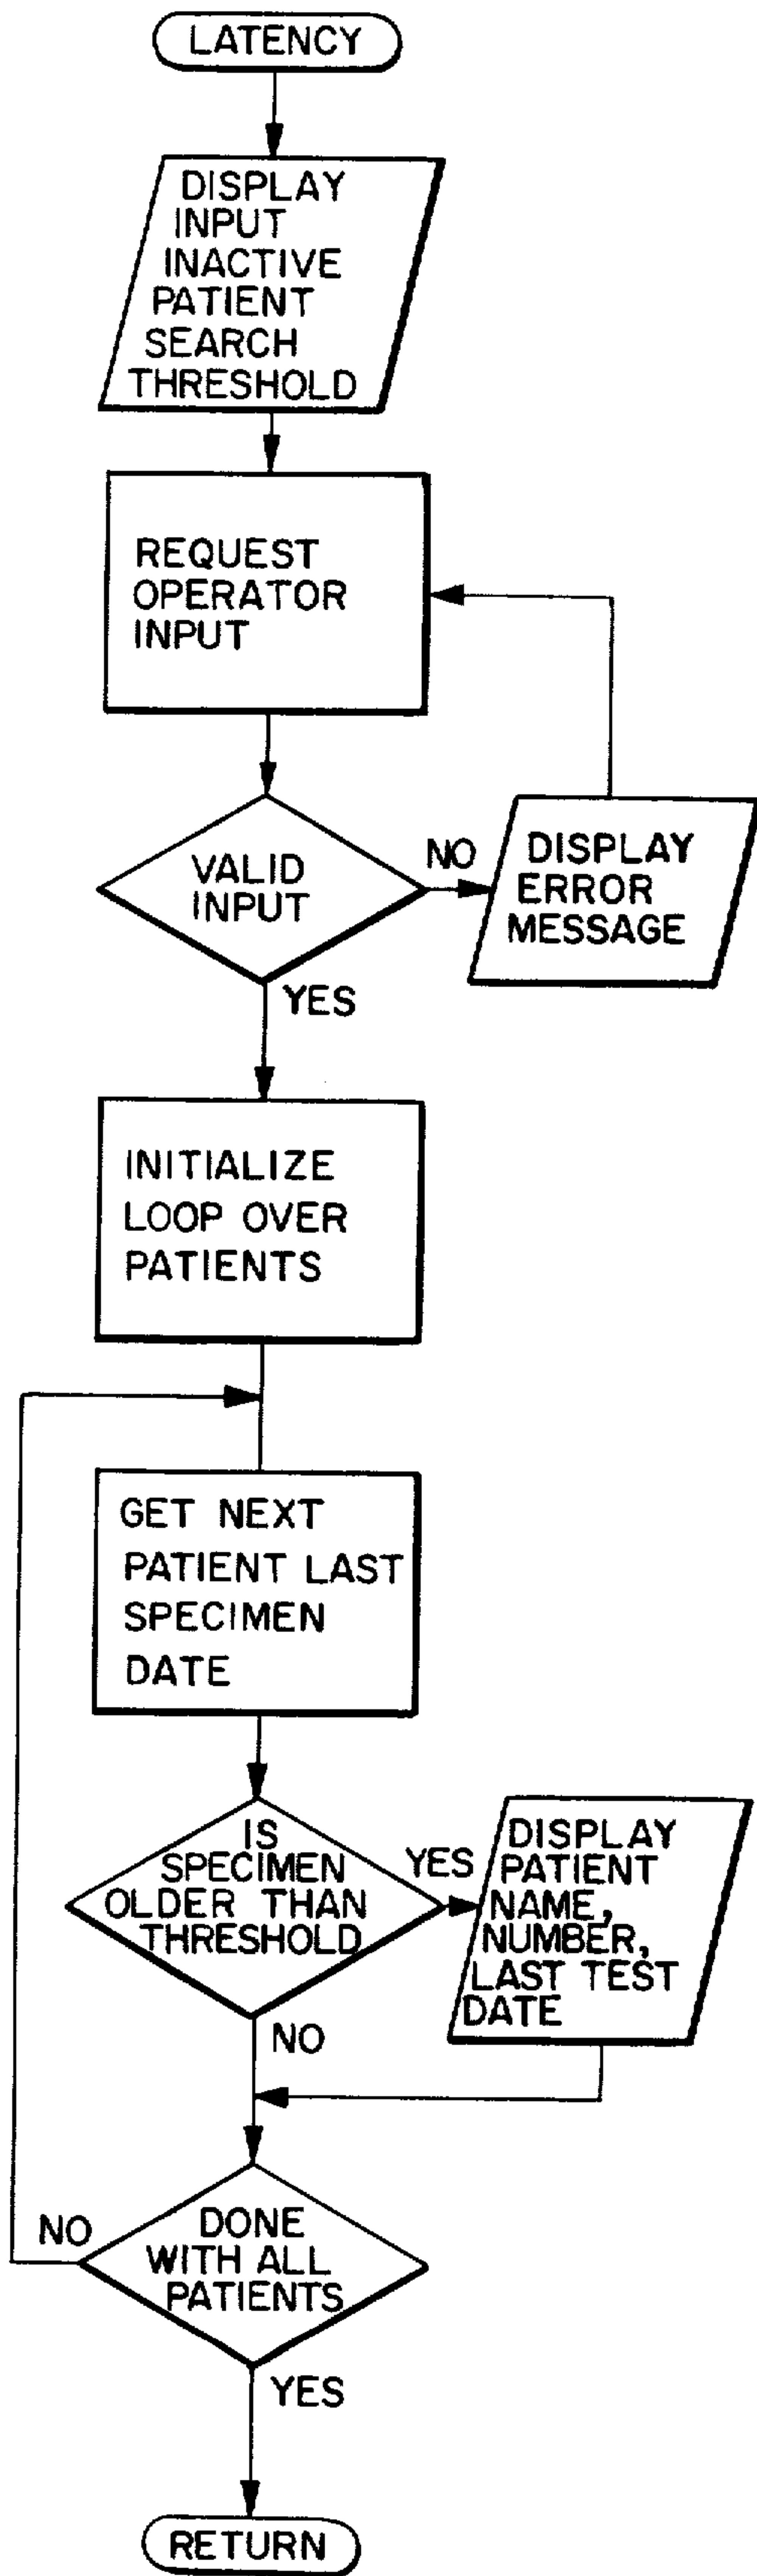 LATENCY
DISPLAY
INPUT
INACTIVE
PATIENT
SEARCH
THRESHOLD
REQUEST
OPERATOR
INPUT
VALID
INPUT
NO
DISPLAY
ERROR
MESSAGE
YES
INITIALIZE
LOOP OVER
PATIENTS
GET NEXT
PATIENT LAST
SPECIMEN
DATE
IS
SPECIMEN
OLDER THAN
THRESHOLD
YES
DISPLAY
PATIENT
NAME,
NUMBER,
LAST TEST
DATE
NO
DONE
WITH ALL
PATIENTS
NO
YES
RETURN